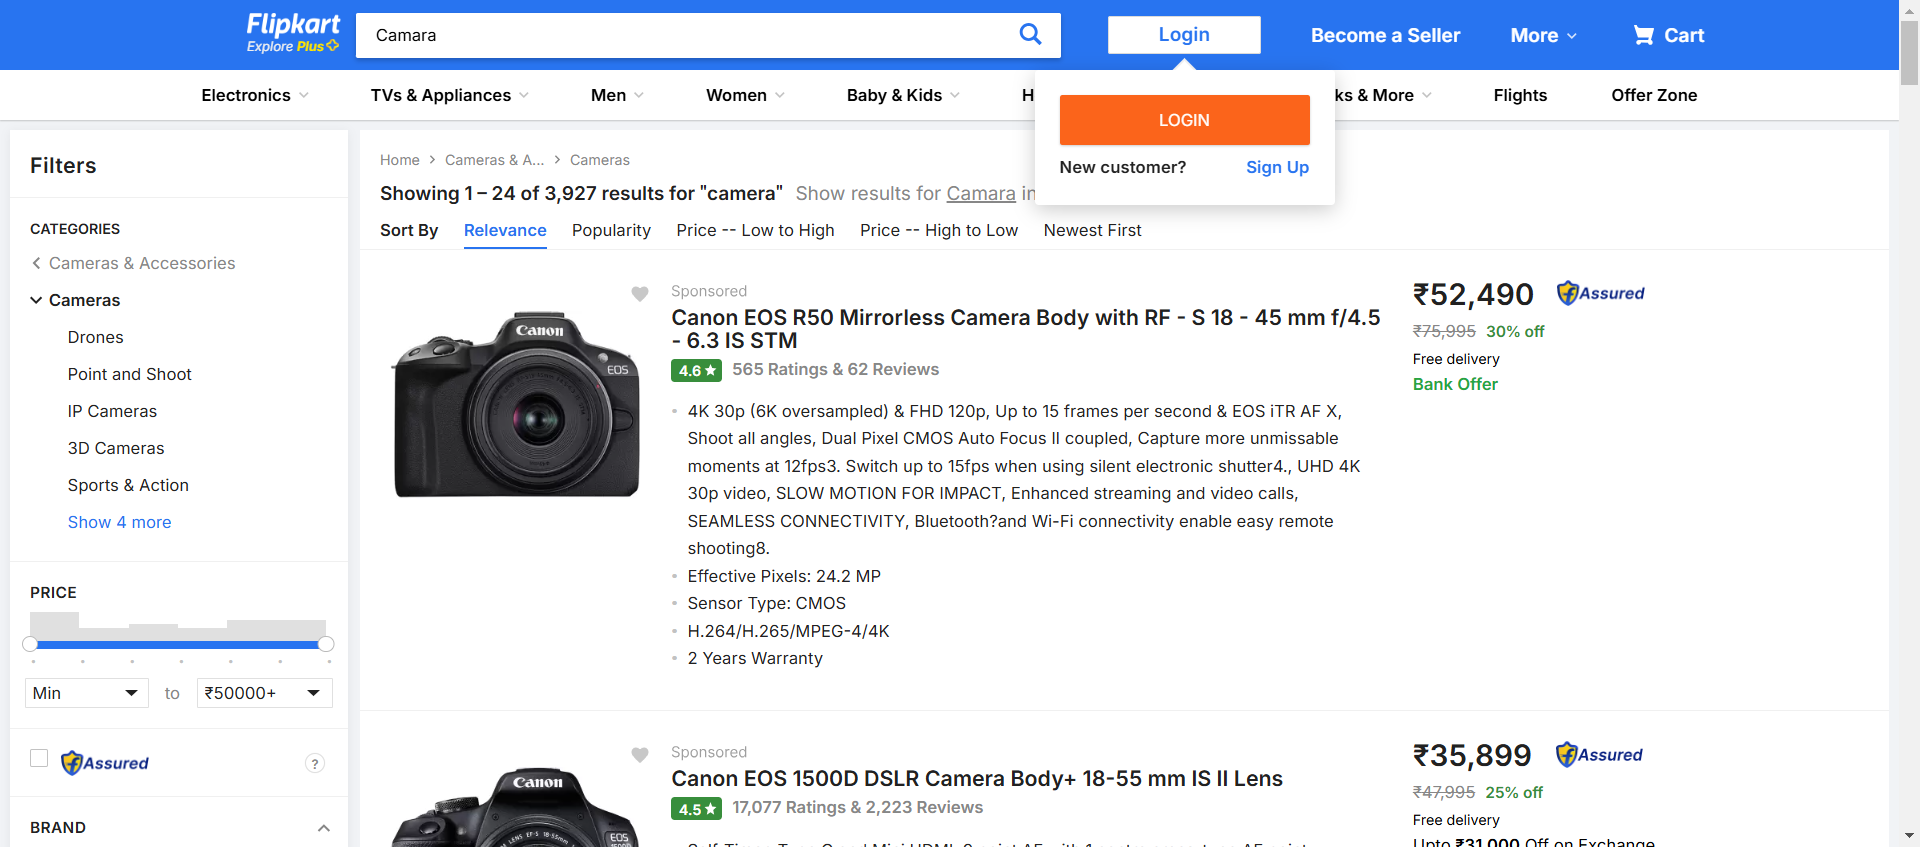 Flipkart
Explore Plus
Camara
Login
Become a Seller
More
Cart
Electronics
TVs & Appliances
Men
Women
Baby & Kids
H
ks & More
Flights
Offer Zone
LOGIN
New customer?
Sign Up
Filters
CATEGORIES
Cameras & Accessories
Cameras
Drones
Point and Shoot
IP Cameras
3D Cameras
Sports & Action
Show 4 more
PRICE
Min
to
₹50000+
Assured
?
BRAND
Home > Cameras & A... > Cameras
Showing 1 – 24 of 3,927 results for "camera" Show results for Camara in
Sort By
Relevance
Popularity
Price -- Low to High
Price -- High to Low
Newest First
Canon
EOS
Sponsored
Canon EOS R50 Mirrorless Camera Body with RF - S 18 - 45 mm f/4.5
- 6.3 IS STM
4.6 ★ 565 Ratings & 62 Reviews
4K 30p (6K oversampled) & FHD 120p, Up to 15 frames per second & EOS iTR AF X,
Shoot all angles, Dual Pixel CMOS Auto Focus II coupled, Capture more unmissable
moments at 12fps3. Switch up to 15fps when using silent electronic shutter4., UHD 4K
30p video, SLOW MOTION FOR IMPACT, Enhanced streaming and video calls,
SEAMLESS CONNECTIVITY, Bluetooth?and Wi-Fi connectivity enable easy remote
shooting8.
Effective Pixels: 24.2 MP
Sensor Type: CMOS
H.264/H.265/MPEG-4/4K
2 Years Warranty
₹52,490
Assured
₹75,995 30% off
Free delivery
Bank Offer
Canon
EOS
Sponsored
Canon EOS 1500D DSLR Camera Body+ 18-55 mm IS II Lens
4.5 ★ 17,077 Ratings & 2,223 Reviews
₹35,899
Assured
₹47,995 25% off
Free delivery
Upto ₹31,000 Off on Exchange